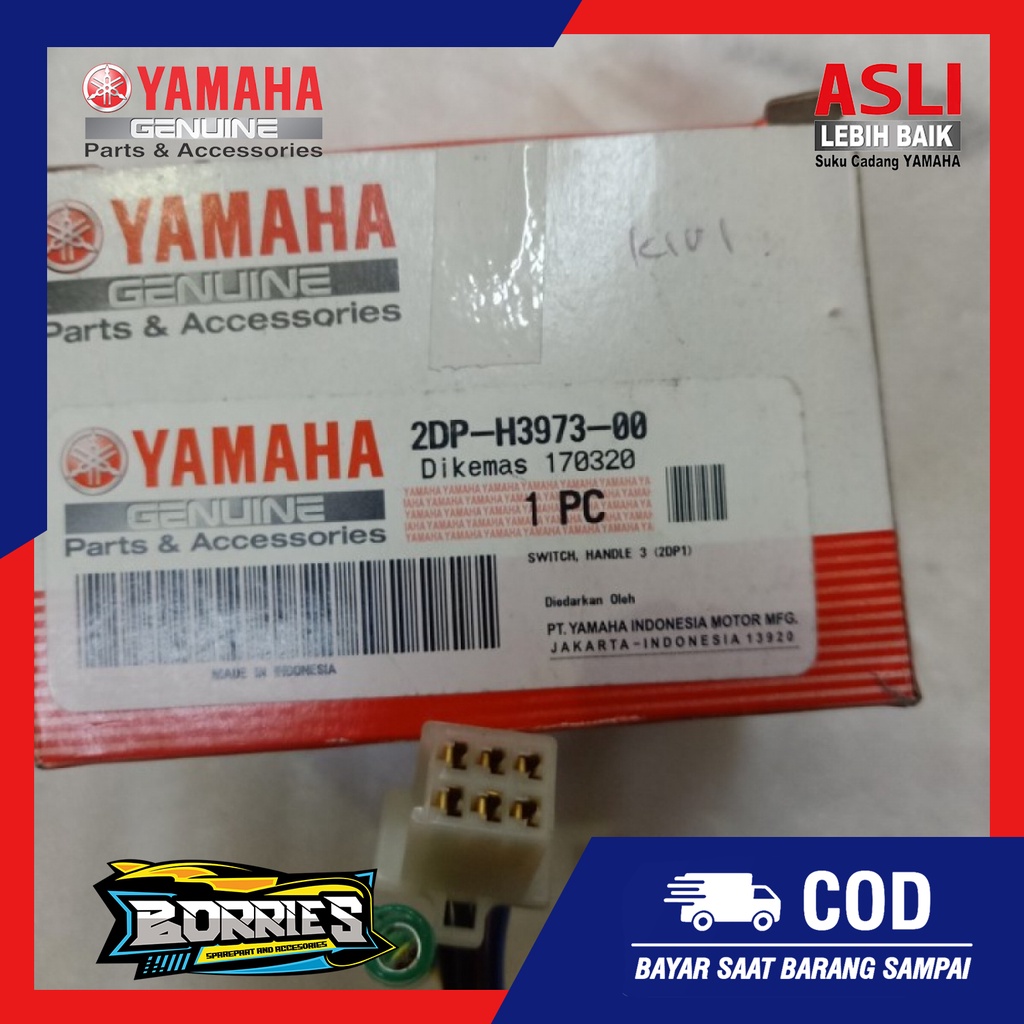 YAMAHA
GENUINE
Parts & Accessories
ASLI
LEBIH BAIK
Suku Cadang YAMAHA
YAMAHA
GENUINE
Parts & Accessories
YAMAHA
GENUINE
Parts & Accessories
2DP-H3973-00
Dikemas 170320
1 PC
SWITCH, HANDLE 3 (2DP1)
Diedarkan Oleh
PT. YAMAHA INDONESIA MOTOR MFG.
JAKARTA-INDONESIA 13920
MADE IN INDONESIA
BORRIES
SPAREPART AND ACCESORIES
COD
BAYAR SAAT BARANG SAMPAI